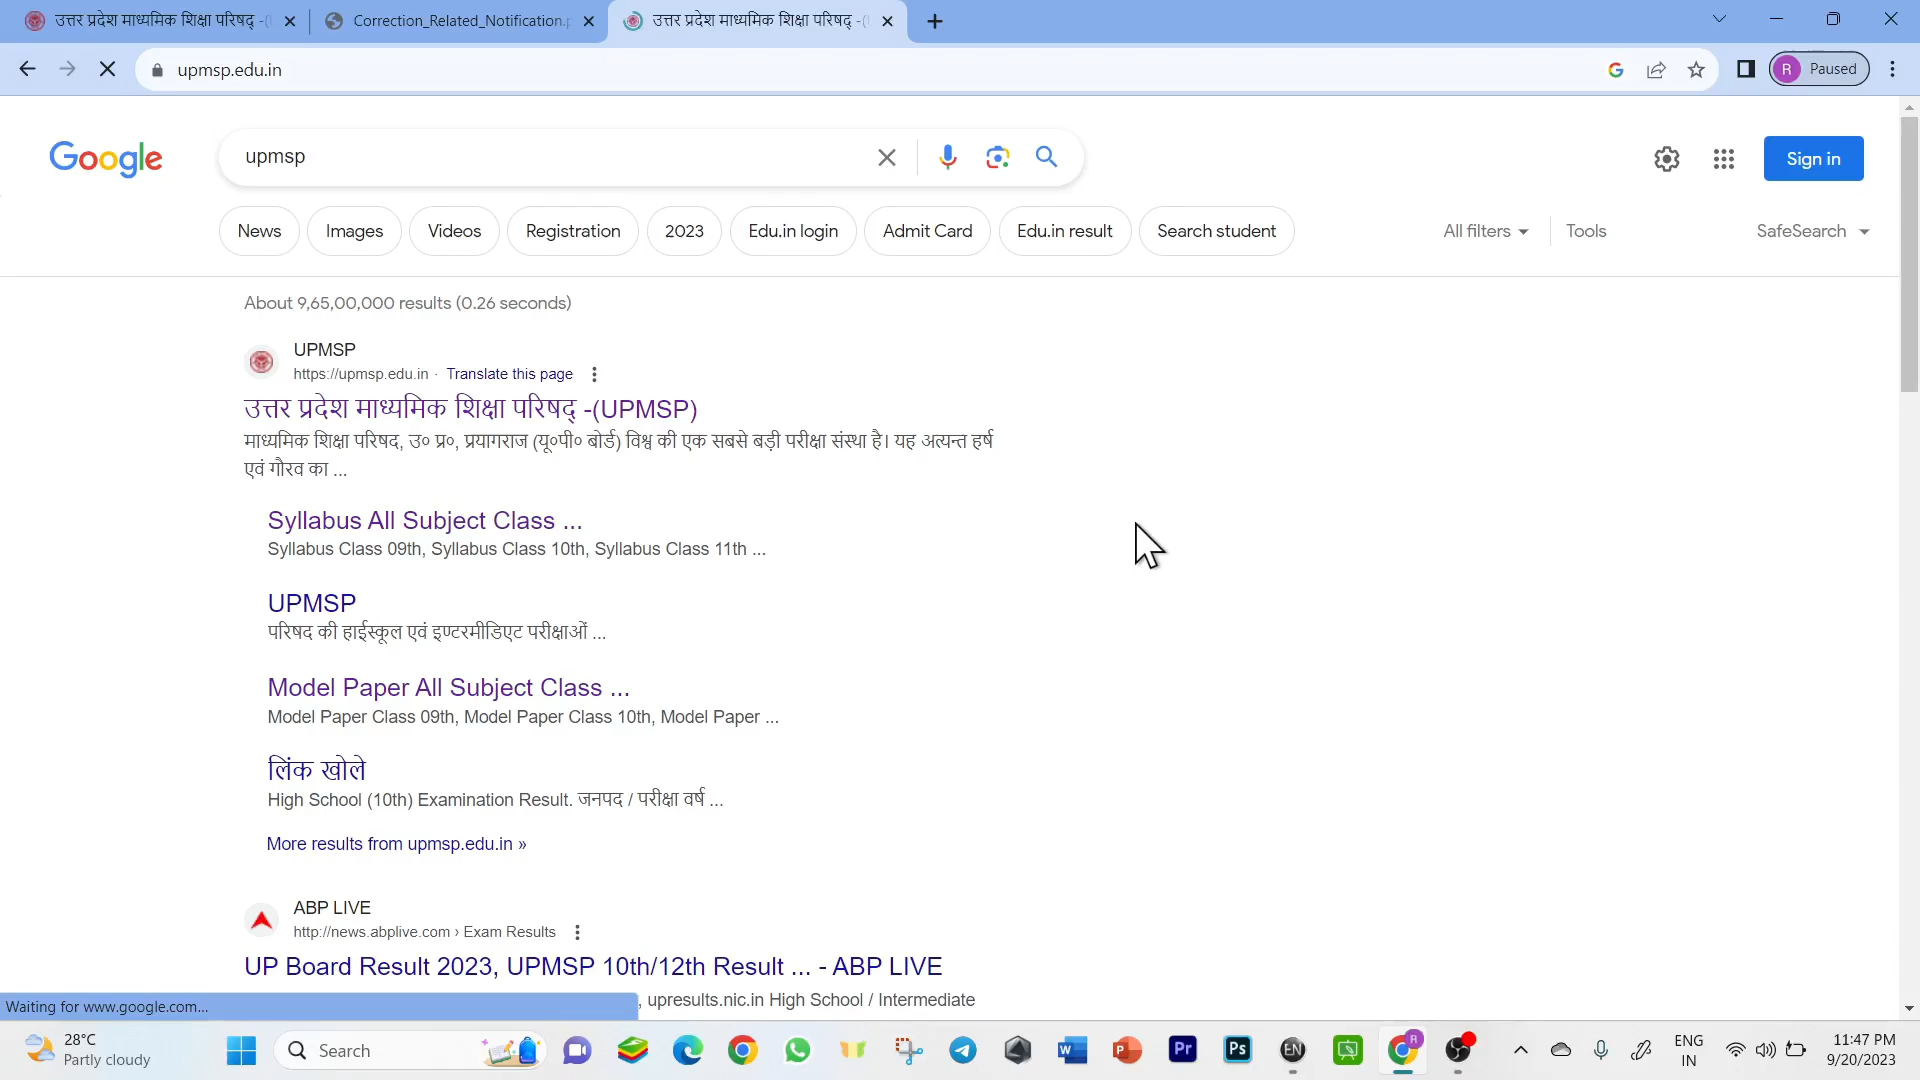 उत्तर प्रदेश माध्यमिक शिक्षा परिषद् -(
Correction_Related_Notification.p
उत्तर प्रदेश माध्यमिक शिक्षा परिषद् -(
upmsp.edu.in
R Paused
Google
upmsp
Sign in
News
Images
Videos
Registration
2023
Edu.in login
Admit Card
Edu.in result
Search student
All filters
Tools
SafeSearch
About 9,65,00,000 results (0.26 seconds)
UPMSP
https://upmsp.edu.in · Translate this page
उत्तर प्रदेश माध्यमिक शिक्षा परिषद् -(UPMSP)
माध्यमिक शिक्षा परिषद, उ० प्र०, प्रयागराज (यू०पी० बोर्ड) विश्व की एक सबसे बड़ी परीक्षा संस्था है। यह अत्यन्त हर्ष
एवं गौरव का ...
Syllabus All Subject Class ...
Syllabus Class 09th, Syllabus Class 10th, Syllabus Class 11th ...
UPMSP
परिषद की हाईस्कूल एवं इण्टरमीडिएट परीक्षाओं ...
Model Paper All Subject Class ...
Model Paper Class 09th, Model Paper Class 10th, Model Paper ...
लिंक खोले
High School (10th) Examination Result. जनपद / परीक्षा वर्ष ...
More results from upmsp.edu.in »
ABP LIVE
http://news.abplive.com › Exam Results
UP Board Result 2023, UPMSP 10th/12th Result ... - ABP LIVE
, upresults.nic.in High School / Intermediate
Waiting for www.google.com...
28°C
Partly cloudy
Search
Pr
Ps
EN
R
ENG
IN
11:47 PM
9/20/2023